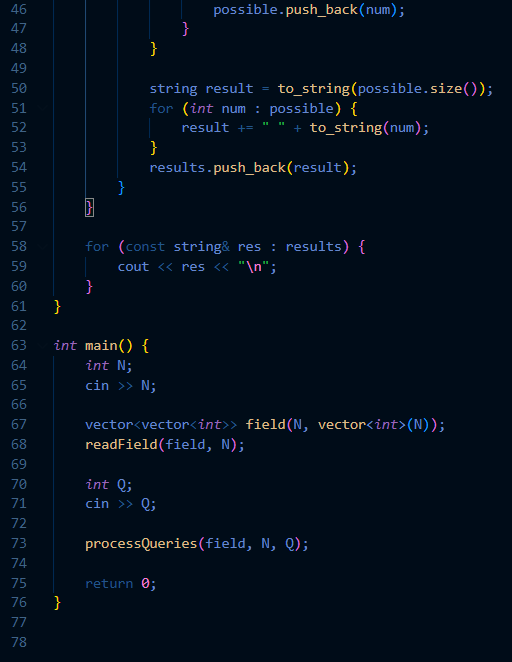 46 possible.push_back(num);
47 }
48 }
49
50 string result = to_string(possible.size());
51 for (int num : possible) {
52 result += " " + to_string(num);
53 }
54 results.push_back(result);
55 }
56 }
57
58 for (const string& res : results) {
59 cout << res << "\n";
60 }
61 }
62
63 int main() {
64 int N;
65 cin >> N;
66
67 vector<vector<int>> field(N, vector<int>(N));
68 readField(field, N);
69
70 int Q;
71 cin >> Q;
72
73 processQueries(field, N, Q);
74
75 return 0;
76 }
77
78